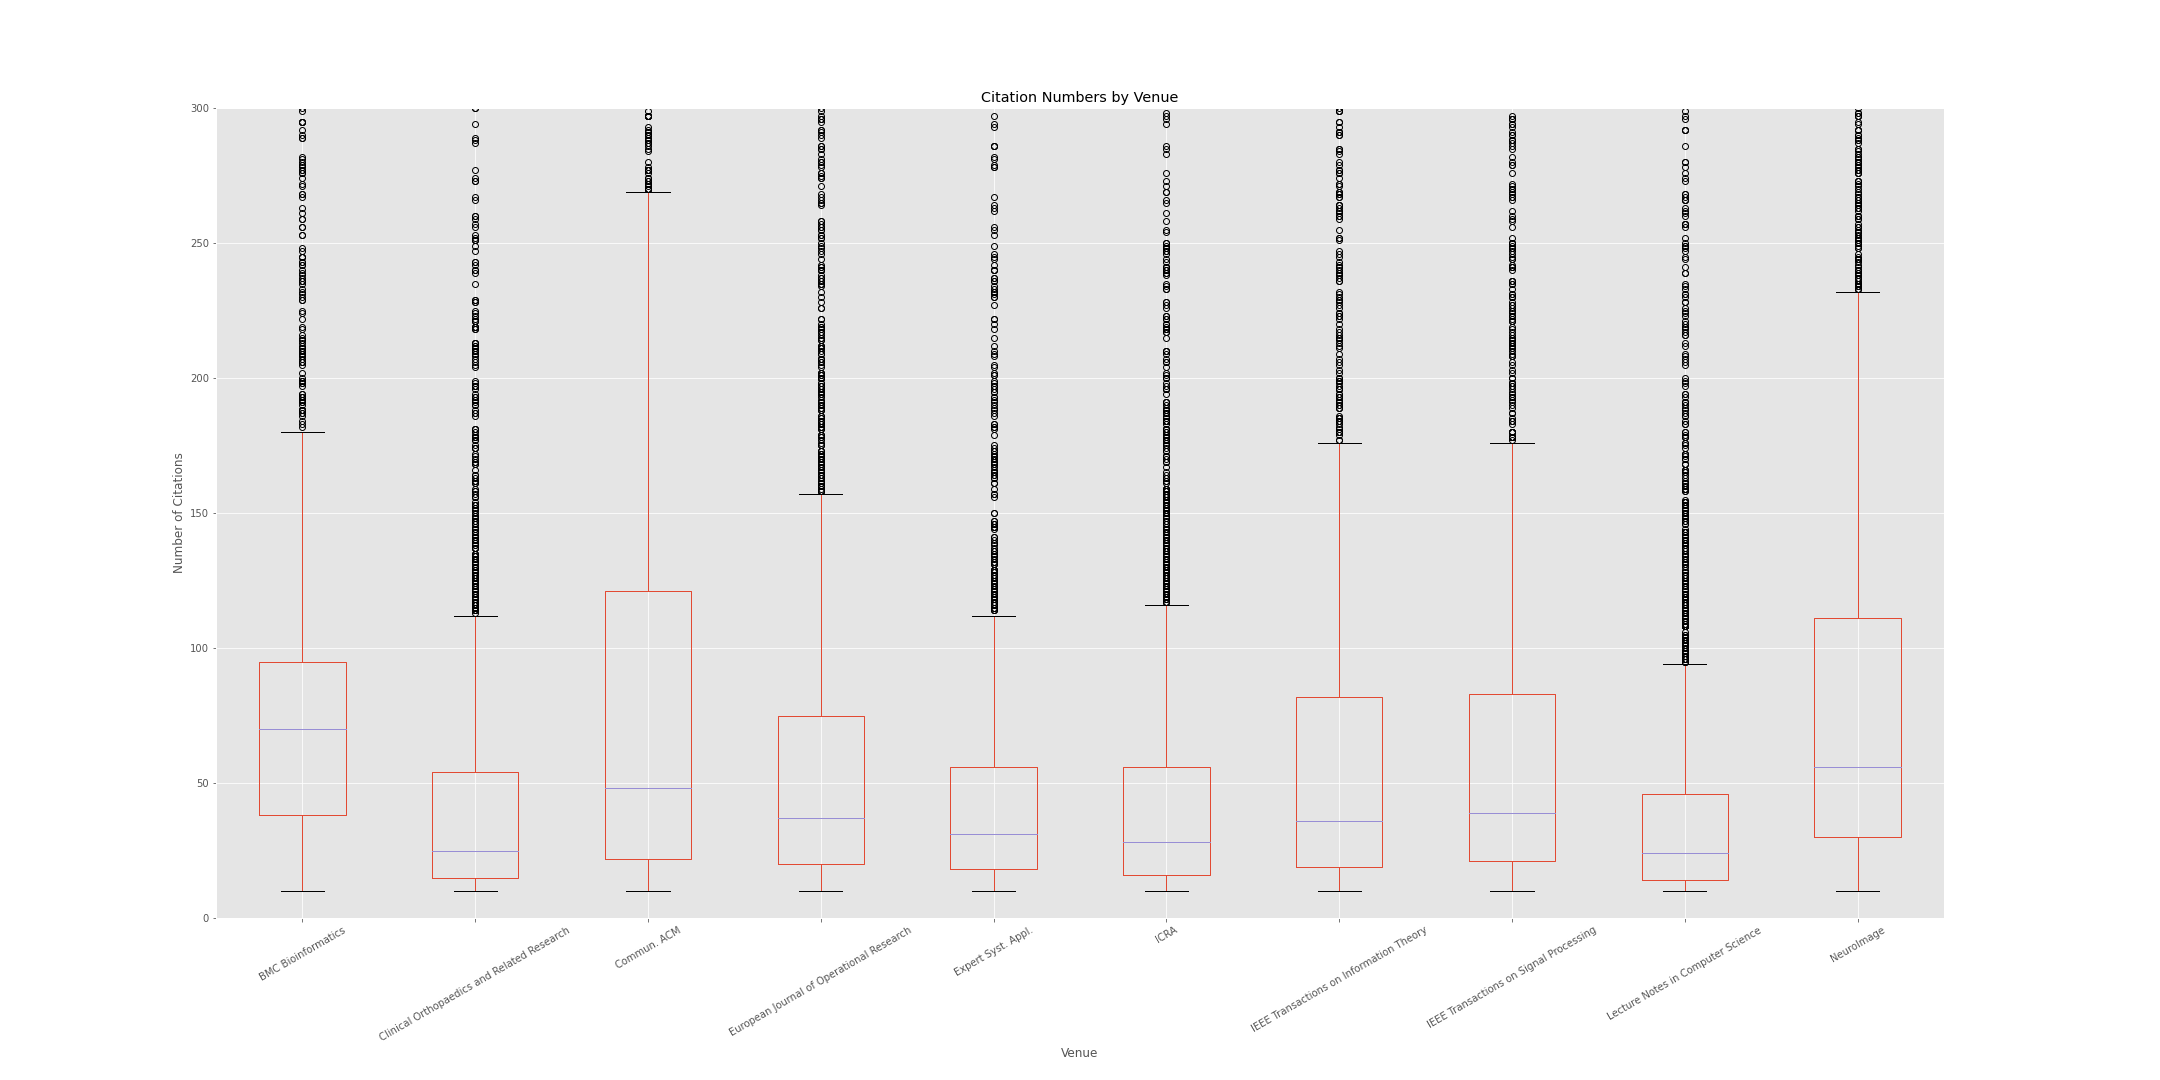 Citation Numbers by Venue
300
250
200
150
100
50
0
Number of Citations
BMC Bioinformatics
Clinical Orthopaedics and Related Research
Commun. ACM
European Journal of Operational Research
Expert Syst. Appl.
ICRA
IEEE Transactions on Information Theory
IEEE Transactions on Signal Processing
Lecture Notes in Computer Science
NeuroImage
Venue